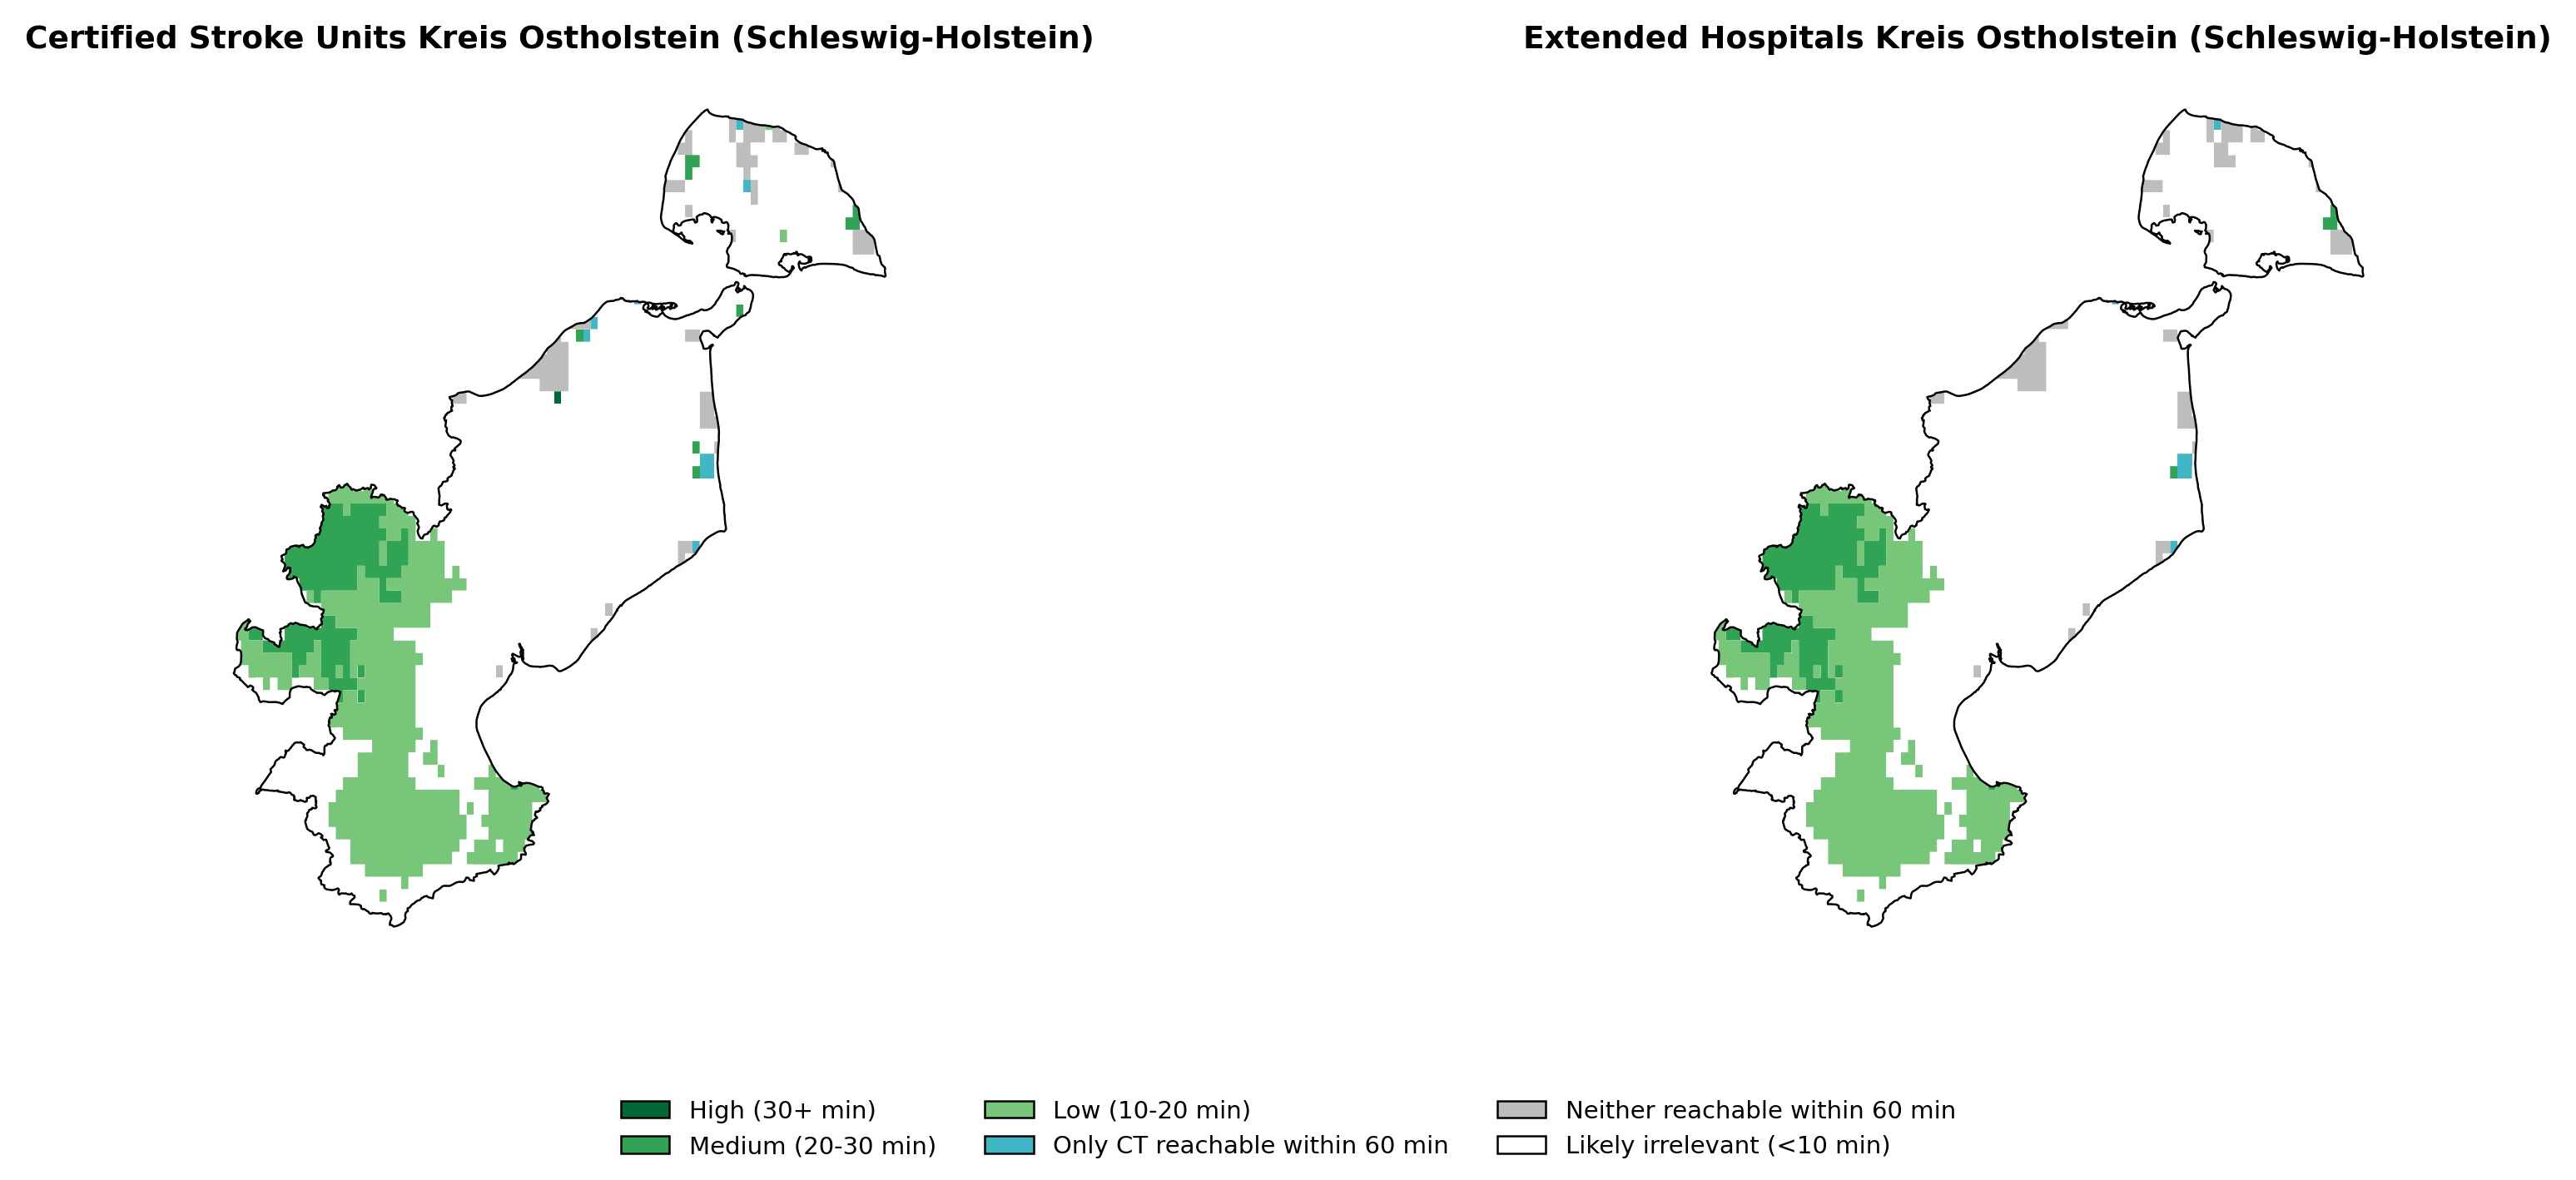 Certified Stroke Units Kreis Ostholstein (Schleswig-Holstein)
Extended Hospitals Kreis Ostholstein (Schleswig-Holstein)
High (30+ min)
Medium (20-30 min)
Low (10-20 min)
Only CT reachable within 60 min
Neither reachable within 60 min
Likely irrelevant (<10 min)